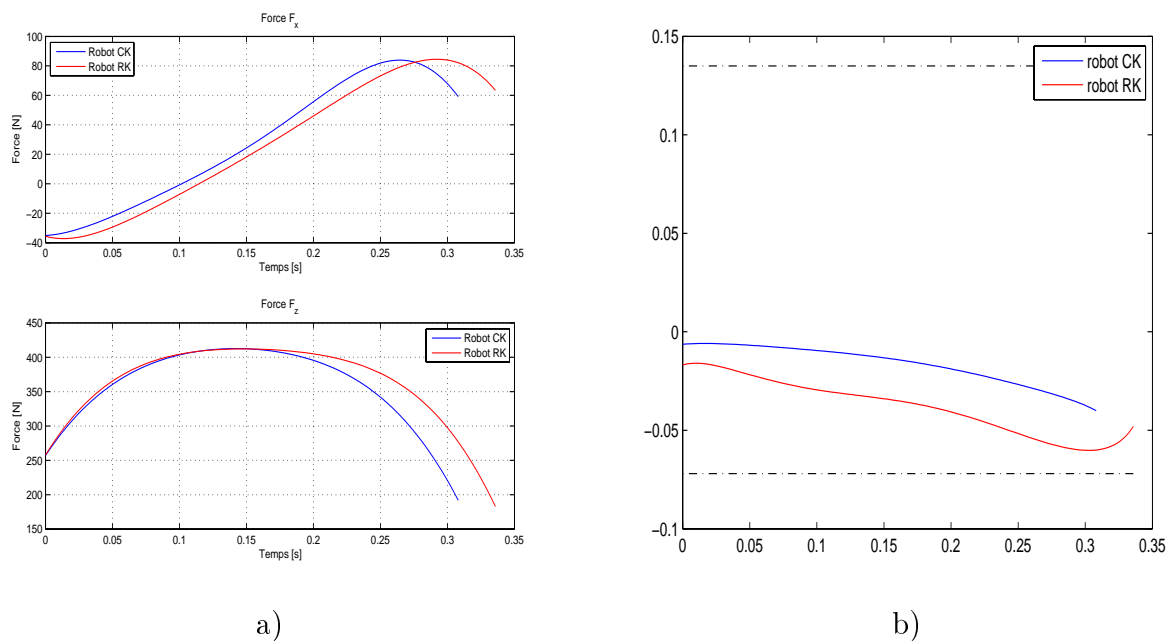 Force Fx
Force [N]
100
80
60
40
20
0
−20
−40
Robot CK
Robot RK
0 0.05 0.1 0.15 0.2 0.25 0.3 0.35
Temps [s]
Force Fz
Force [N]
450
400
350
300
250
200
150
Robot CK
Robot RK
0 0.05 0.1 0.15 0.2 0.25 0.3 0.35
Temps [s]
a)
0.15
0.1
0.05
0
−0.05
−0.1
robot CK
robot RK
0 0.05 0.1 0.15 0.2 0.25 0.3 0.35
b)